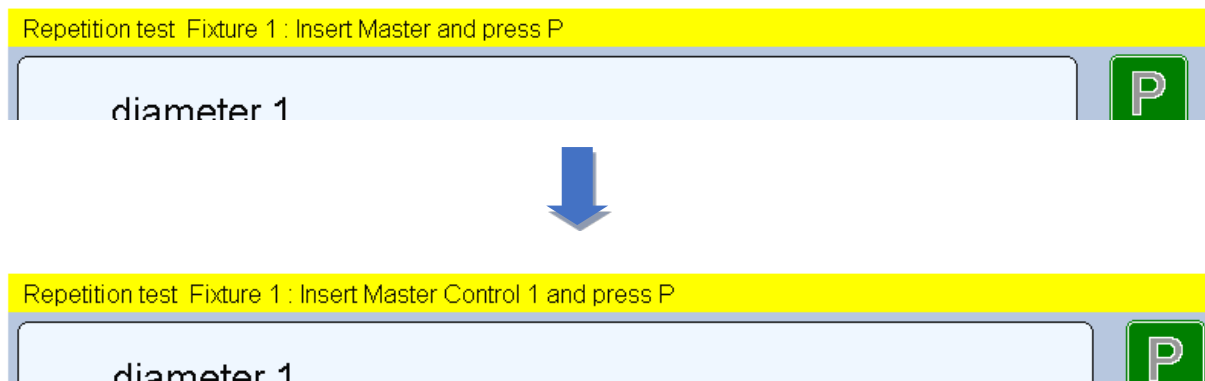 Repetition test Fixture 1 : Insert Master and press P
diameter 1
P
Repetition test Fixture 1 : Insert Master Control 1 and press P
diameter 1
P